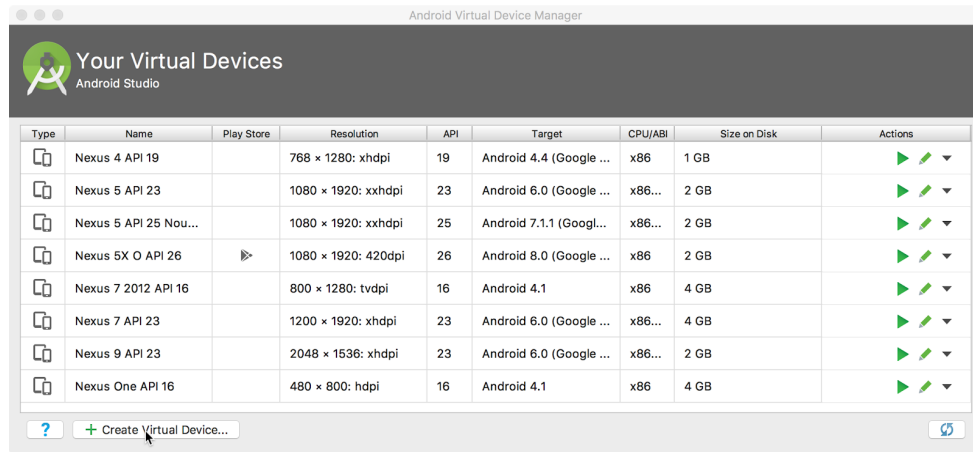 Android Virtual Device Manager
Your Virtual Devices
Android Studio
Type Name Play Store Resolution API Target CPU/ABI Size on Disk Actions
Nexus 4 API 19 768 × 1280: xhdpi 19 Android 4.4 (Google ... x86 1 GB
Nexus 5 API 23 1080 × 1920: xxhdpi 23 Android 6.0 (Google ... x86... 2 GB
Nexus 5 API 25 Nou... 1080 × 1920: xxhdpi 25 Android 7.1.1 (Googl... x86... 2 GB
Nexus 5X O API 26 1080 × 1920: 420dpi 26 Android 8.0 (Google ... x86 2 GB
Nexus 7 2012 API 16 800 × 1280: tvdpi 16 Android 4.1 x86 4 GB
Nexus 7 API 23 1200 × 1920: xhdpi 23 Android 6.0 (Google ... x86... 4 GB
Nexus 9 API 23 2048 × 1536: xhdpi 23 Android 6.0 (Google ... x86... 2 GB
Nexus One API 16 480 × 800: hdpi 16 Android 4.1 x86 4 GB
? + Create Virtual Device...